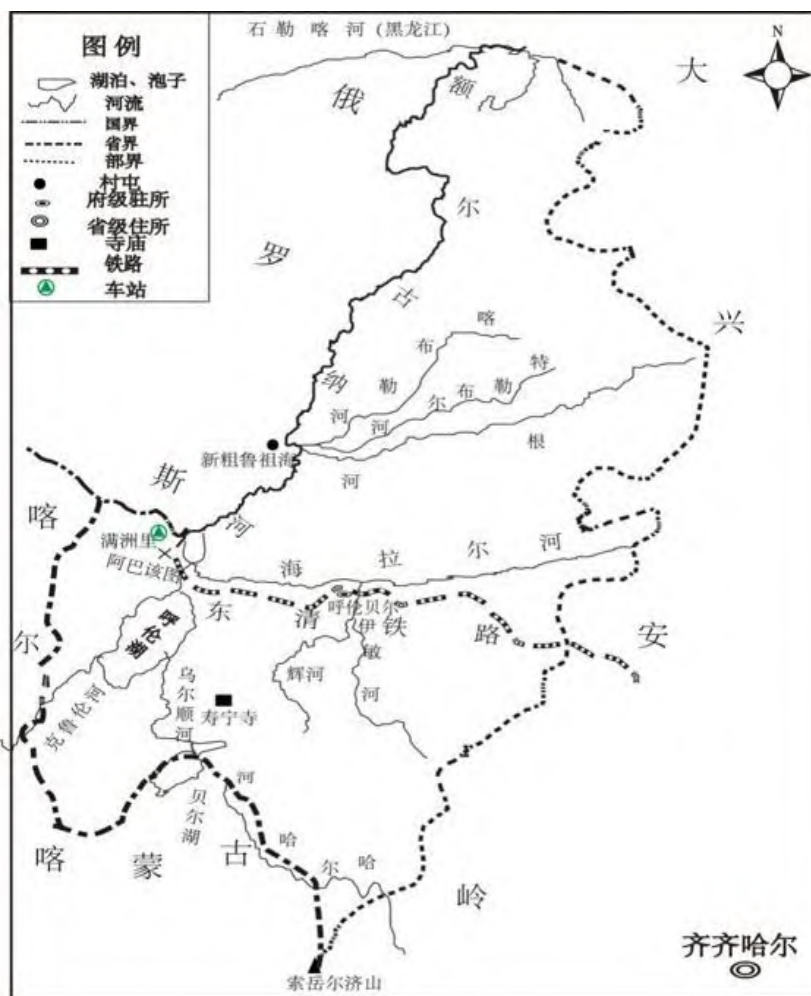 石勒喀河(黑龙江)
图例
湖泊、泡子
河流
国界
省界
部界
村屯
府级驻所
省级住所
寺庙
铁路
车站
N
大兴安岭
俄罗斯
额尔古纳河
喀布勒河
特勒布尔河
根河
新粗鲁祖海
满洲里
阿巴该图
海拉尔河
东清铁路
呼伦贝尔
伊敏河
辉河
呼伦湖
乌尔顺河
寿宁寺
克鲁伦河
贝尔湖
哈尔哈河
喀尔喀蒙古
索岳尔济山
齐齐哈尔